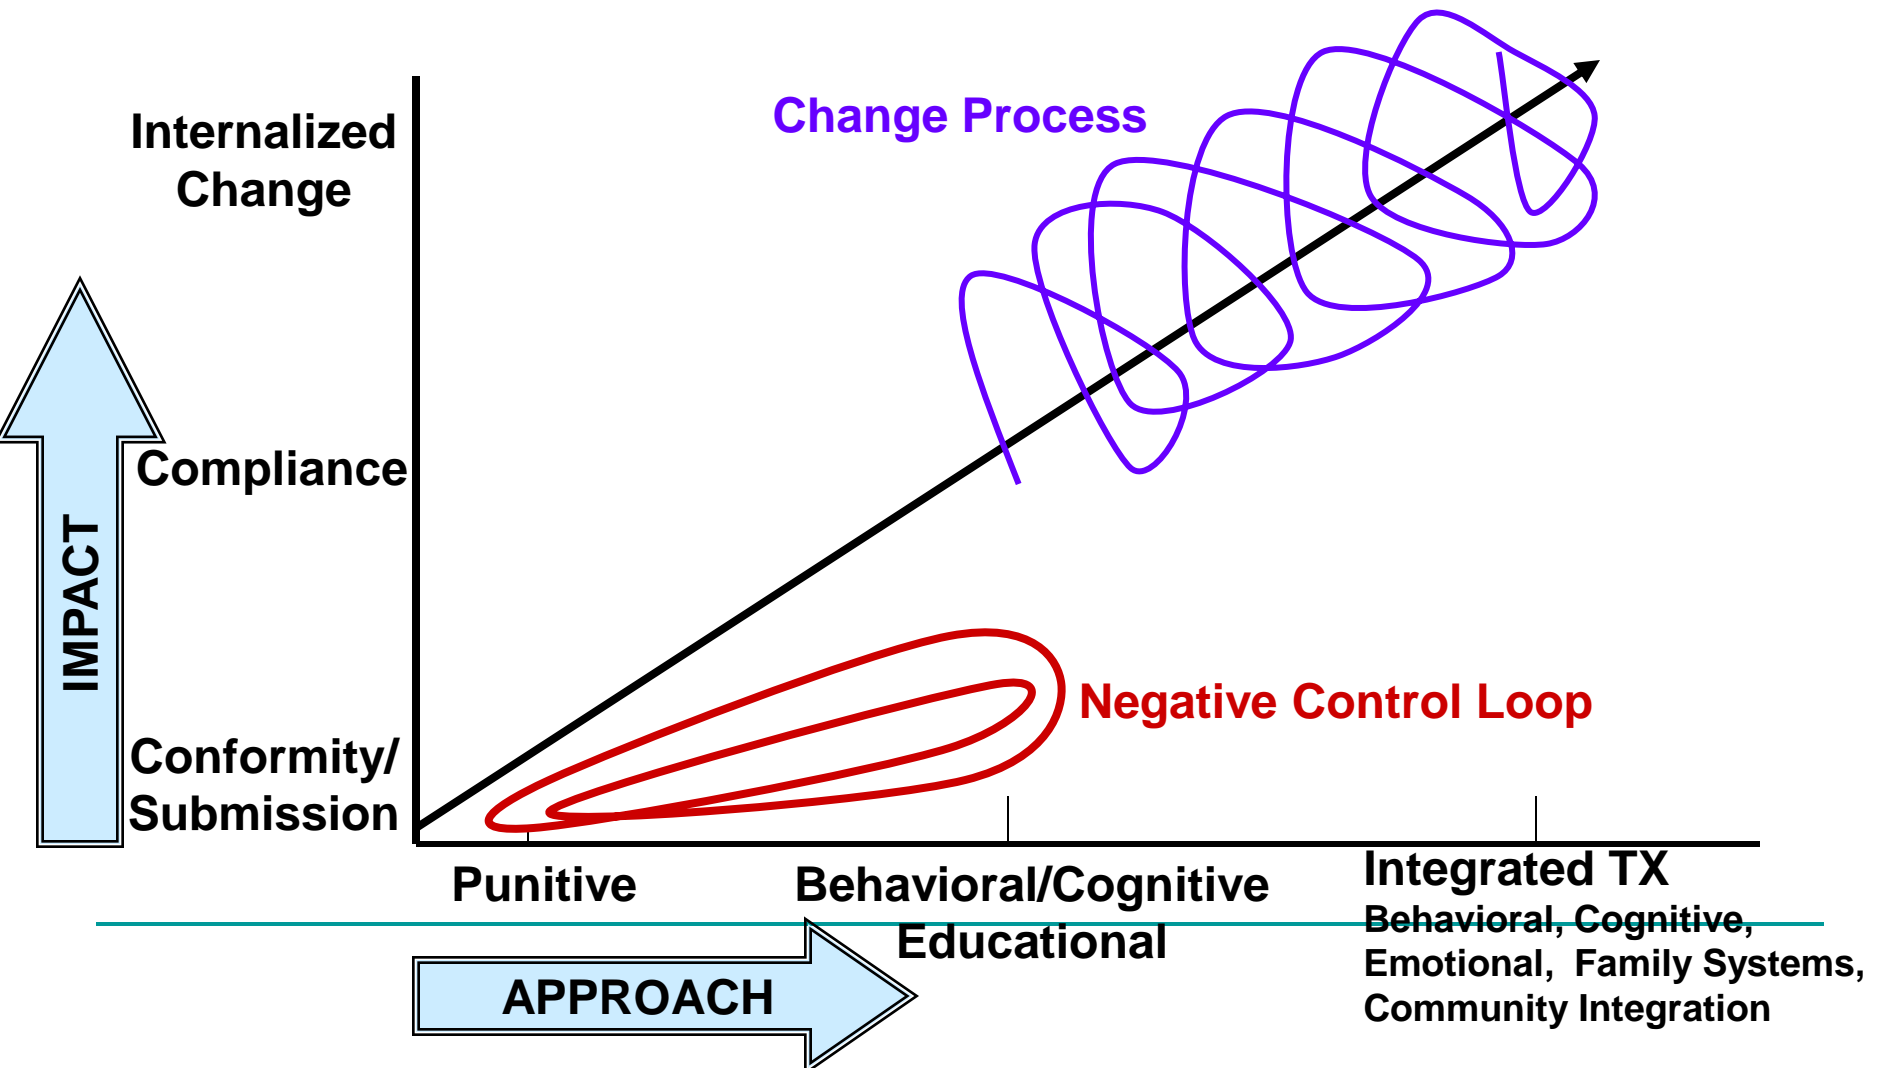 Change Process
Internalized
Change
Compliance
IMPACT
Negative Control Loop
Conformity/
Submission
Punitive
Behavioral/Cognitive
Educational
Integrated TX
Behavioral, Cognitive,
Emotional,  Family Systems,
Community Integration
APPROACH